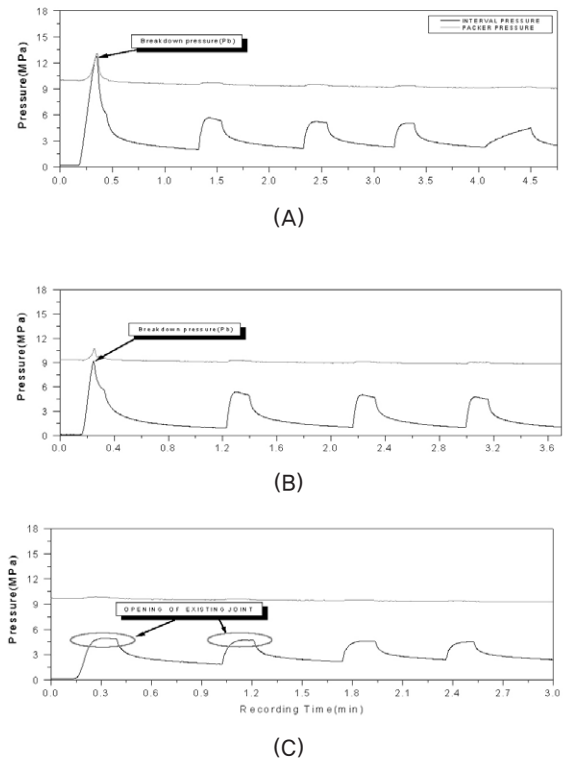 18
15
12
9
6
3
0
Pressure(MPa)
Breakdown pressure(Pb)
INTERVAL PRESSURE
PACKER PRESSURE
0.0 0.5 1.0 1.5 2.0 2.5 3.0 3.5 4.0 4.5
(A)
18
15
12
9
6
3
0
Pressure(MPa)
Breakdown pressure(Pb)
0.0 0.4 0.8 1.2 1.6 2.0 2.4 2.8 3.2 3.6
(B)
18
15
12
9
6
3
0
Pressure(MPa)
OPENING OF EXISTING JOINT
0.0 0.3 0.6 0.9 1.2 1.5 1.8 2.1 2.4 2.7 3.0
Recording Time(min)
(C)